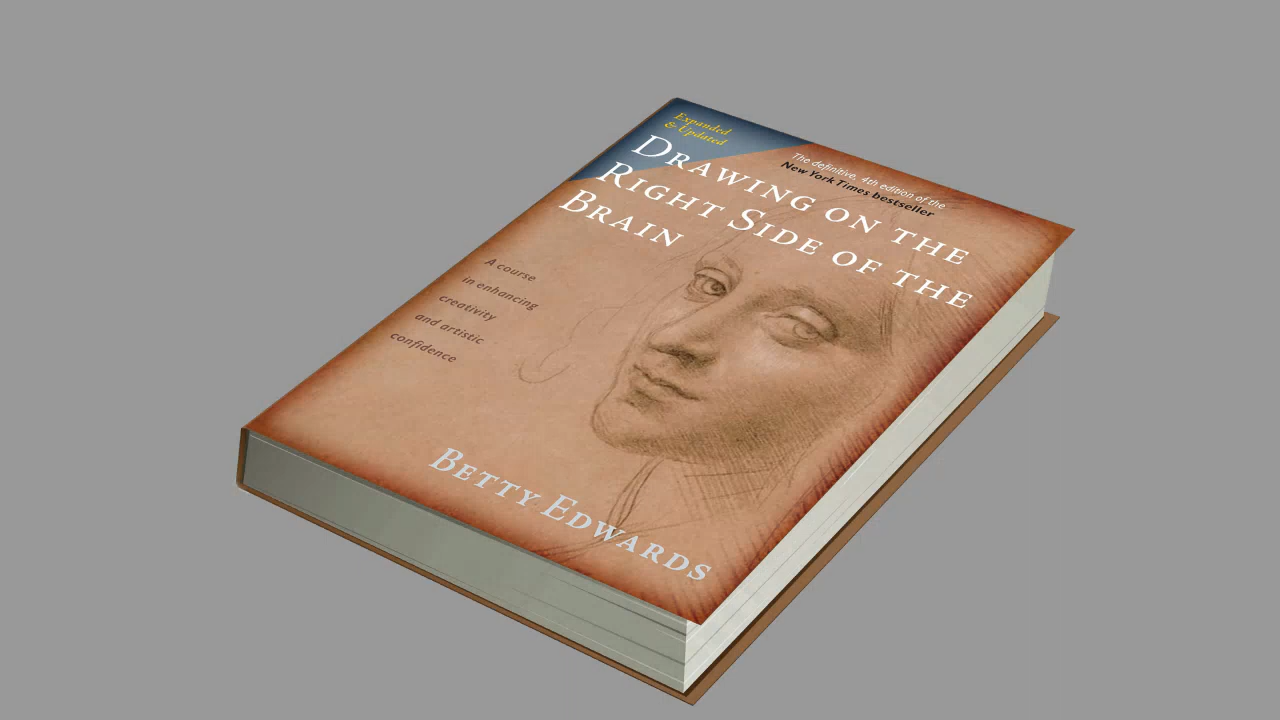 Expanded
& Updated
The definitive, 4th edition of the
New York Times bestseller
DRAWING ON THE
RIGHT SIDE OF THE
BRAIN
A course
in enhancing
creativity
and artistic
confidence
BETTY EDWARDS